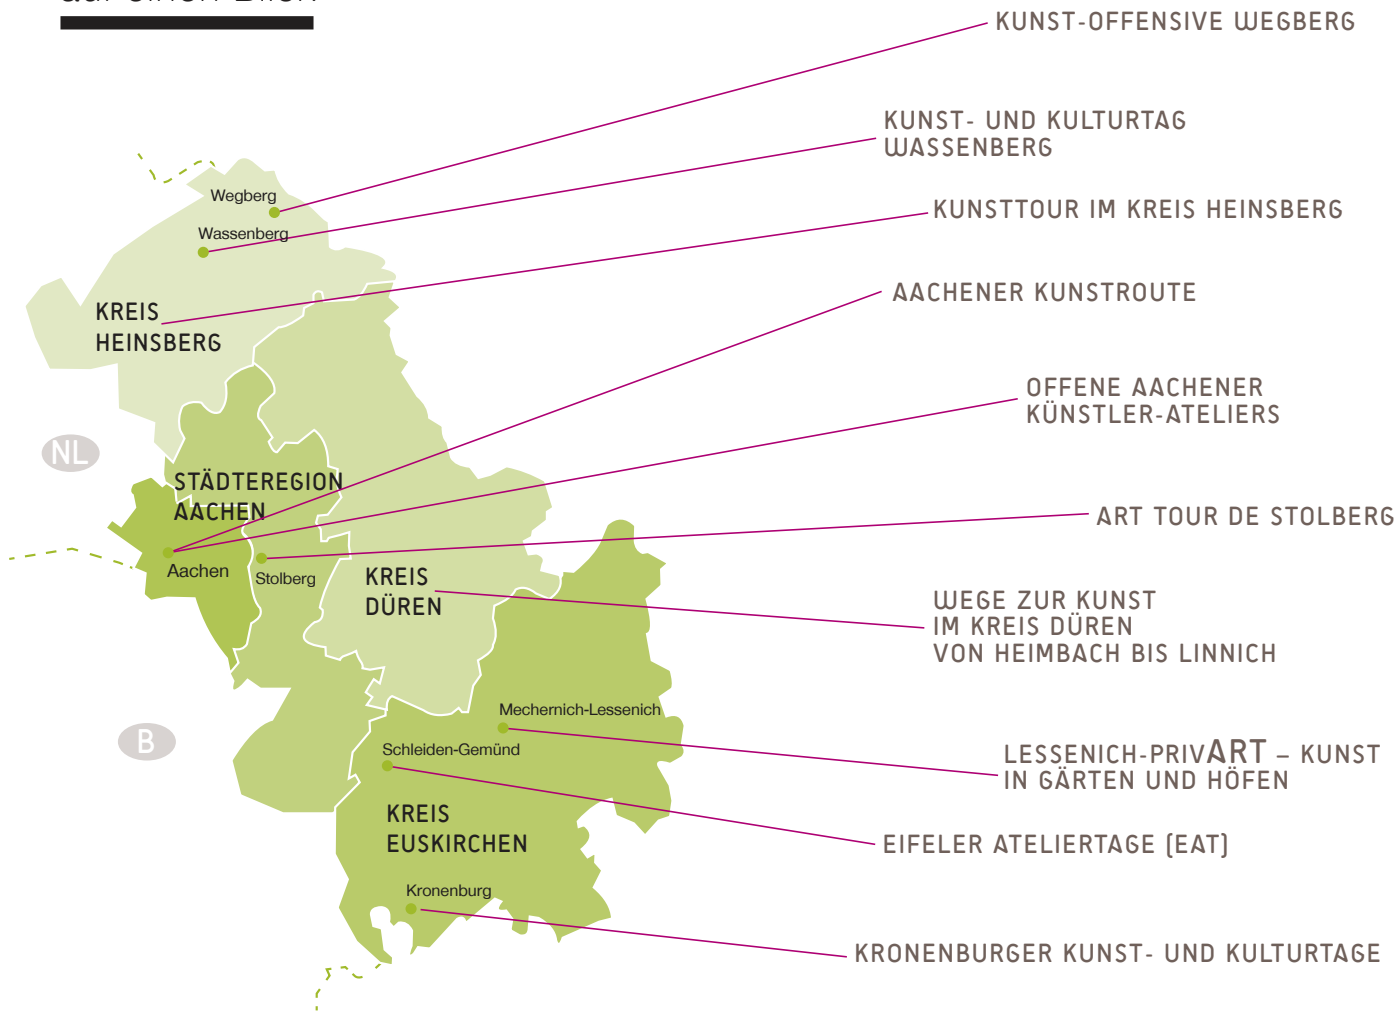 auf einen Blick
KUNST-OFFENSIVE WEGBERG
KUNST- UND KULTURTAG
WASSENBERG
KUNSTTOUR IM KREIS HEINSBERG
AACHENER KUNSTROUTE
OFFENE AACHENER
KÜNSTLER-ATELIERS
ART TOUR DE STOLBERG
WEGE ZUR KUNST
IM KREIS DÜREN
VON HEIMBACH BIS LINNICH
LESSENICH-PRIVART – KUNST
IN GÄRTEN UND HÖFEN
EIFELER ATELIERTAGE (EAT)
KRONENBURGER KUNST- UND KULTURTAGE
Wegberg
Wassenberg
KREIS
HEINSBERG
NL
STÄDTEREGION
AACHEN
Aachen
Stolberg
KREIS
DÜREN
B
Mechernich-Lessenich
Schleiden-Gemünd
KREIS
EUSKIRCHEN
Kronenburg